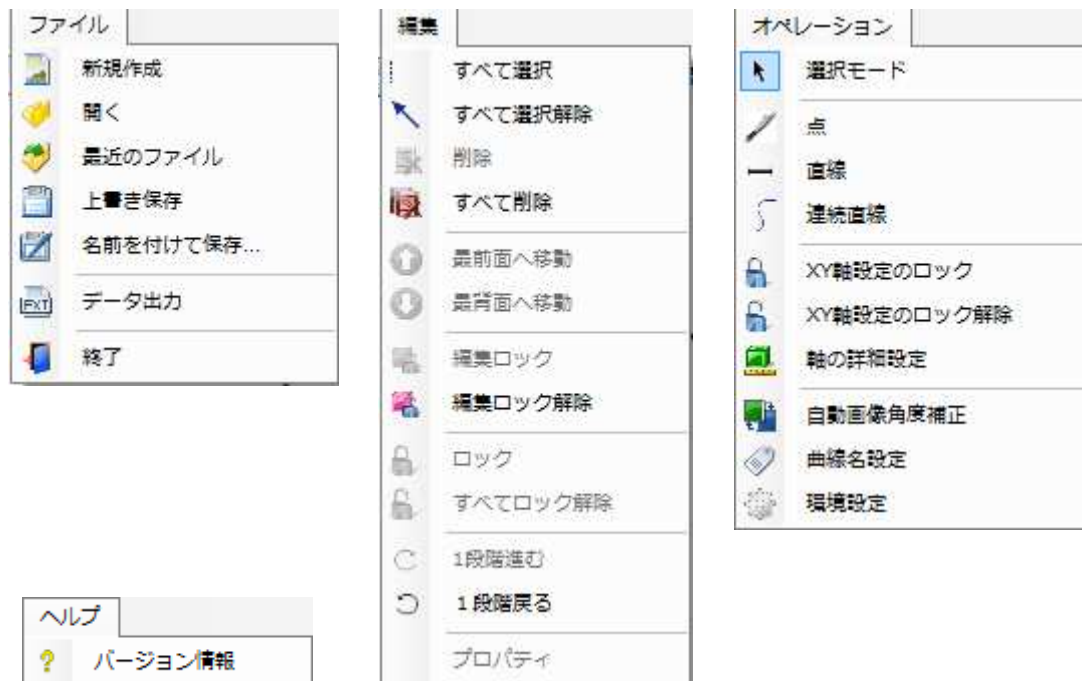 ファイル
新規作成
開く
最近のファイル
上書き保存
名前を付けて保存...
データ出力
終了
編集
すべて選択
すべて選択解除
削除
すべて削除
最前面へ移動
最背面へ移動
編集ロック
編集ロック解除
ロック
すべてロック解除
1段階進む
1段階戻る
プロパティ
オペレーション
選択モード
点
直線
連続直線
XY軸設定のロック
XY軸設定のロック解除
軸の詳細設定
自動画像角度補正
曲線名設定
環境設定
ヘルプ
バージョン情報